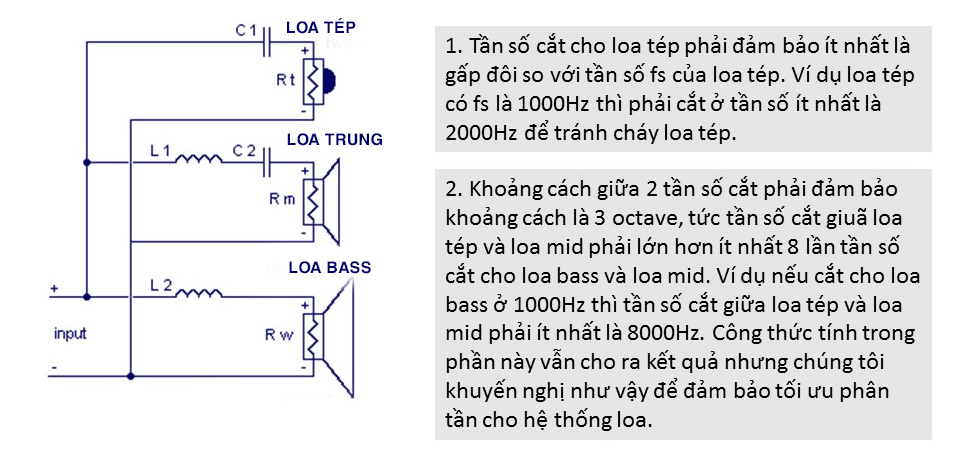 C1
LOA TÉP
+
Rt
-
LOA TRUNG
L1
C2
+
Rm
-
LOA BASS
L2
+
+
input
Rw
-
-
1. Tần số cắt cho loa tép phải đảm bảo ít nhất là
gấp đôi so với tần số fs của loa tép. Ví dụ loa tép
có fs là 1000Hz thì phải cắt ở tần số ít nhất là
2000Hz để tránh cháy loa tép.
2. Khoảng cách giữa 2 tần số cắt phải đảm bảo
khoảng cách là 3 octave, tức tần số cắt giuã loa
tép và loa mid phải lớn hơn ít nhất 8 lần tần số
cắt cho loa bass và loa mid. Ví dụ nếu cắt cho loa
bass ở 1000Hz thì tần số cắt giữa loa tép và loa
mid phải ít nhất là 8000Hz. Công thức tính trong
phần này vẫn cho ra kết quả nhưng chúng tôi
khuyến nghị như vậy để đảm bảo tối ưu phân
tần cho hệ thống loa.